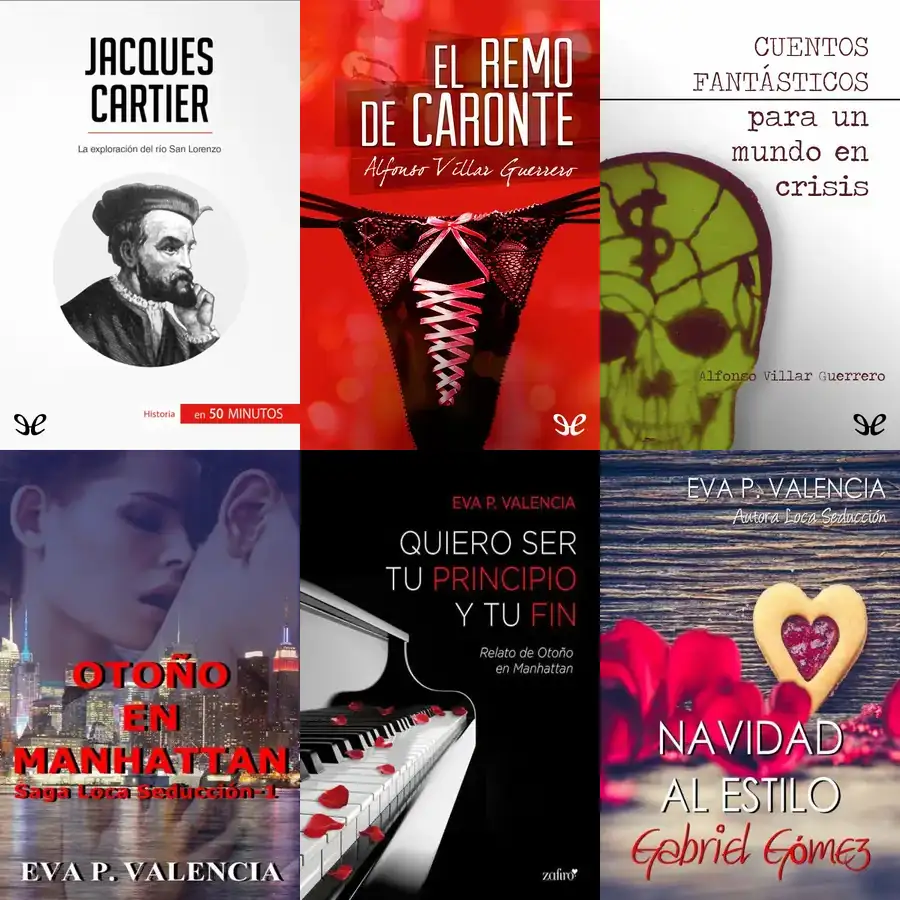 JACQUES
CARTIER
La exploración del río San Lorenzo
Historia en 50 MINUTOS
EL REMO
DE CARONTE
Alfonso Villar Guerrero
CUENTOS
FANTÁSTICOS
para un
mundo en
crisis
$
Alfonso Villar Guerrero
OTOÑO
EN
MANHATTAN
Saga Loca Seducción-1
EVA P. VALENCIA
EVA P. VALENCIA
QUIERO SER
TU PRINCIPIO
Y TU FIN
Relato de Otoño
en Manhattan
zafiro
EVA P. VALENCIA
Autora Loca Seducción
NAVIDAD
AL ESTILO
Gabriel Gómez